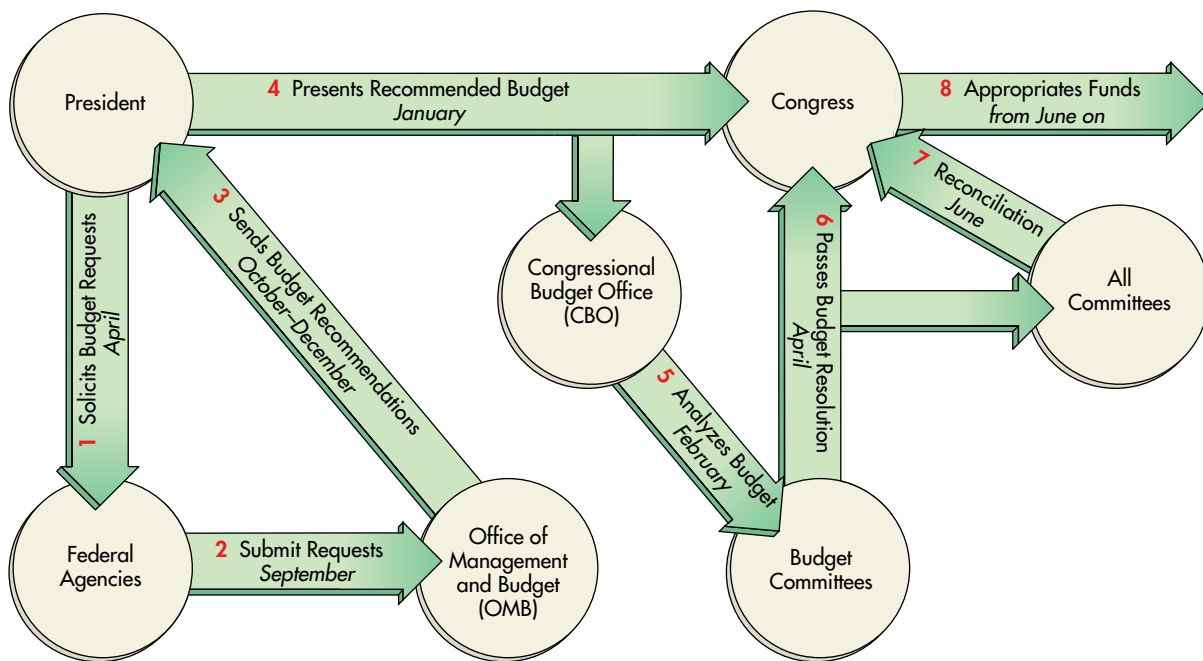 President
4 Presents Recommended Budget
January
Congress
8 Appropriates Funds
from June on
1 Solicits Budget Requests
April
3 Sends Budget Recommendations
October–December
Congressional
Budget Office
(CBO)
6 Passes Budget Resolution
April
7 Reconciliation
June
All
Committees
5 Analyzes Budget
February
Federal
Agencies
2 Submit Requests
September
Office of
Management
and Budget
(OMB)
Budget
Committees